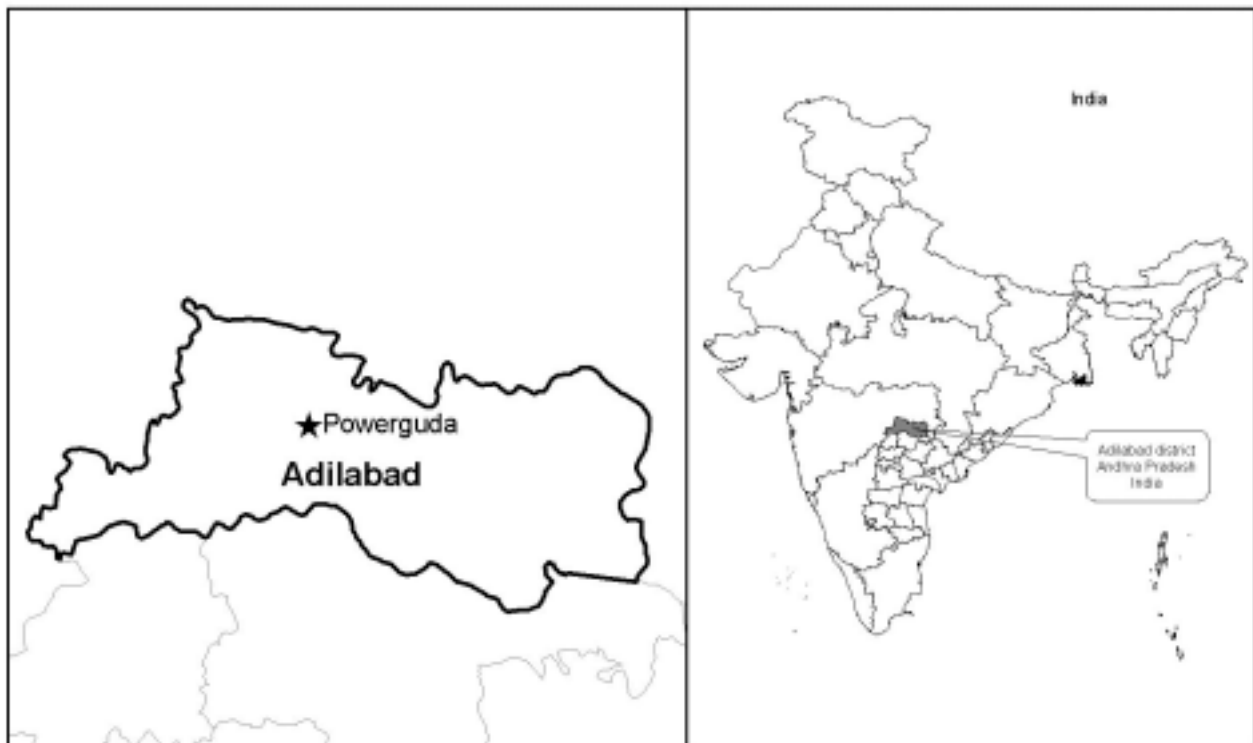 Powerguda
Adilabad
India
Adilabad district
Andhra Pradesh
India